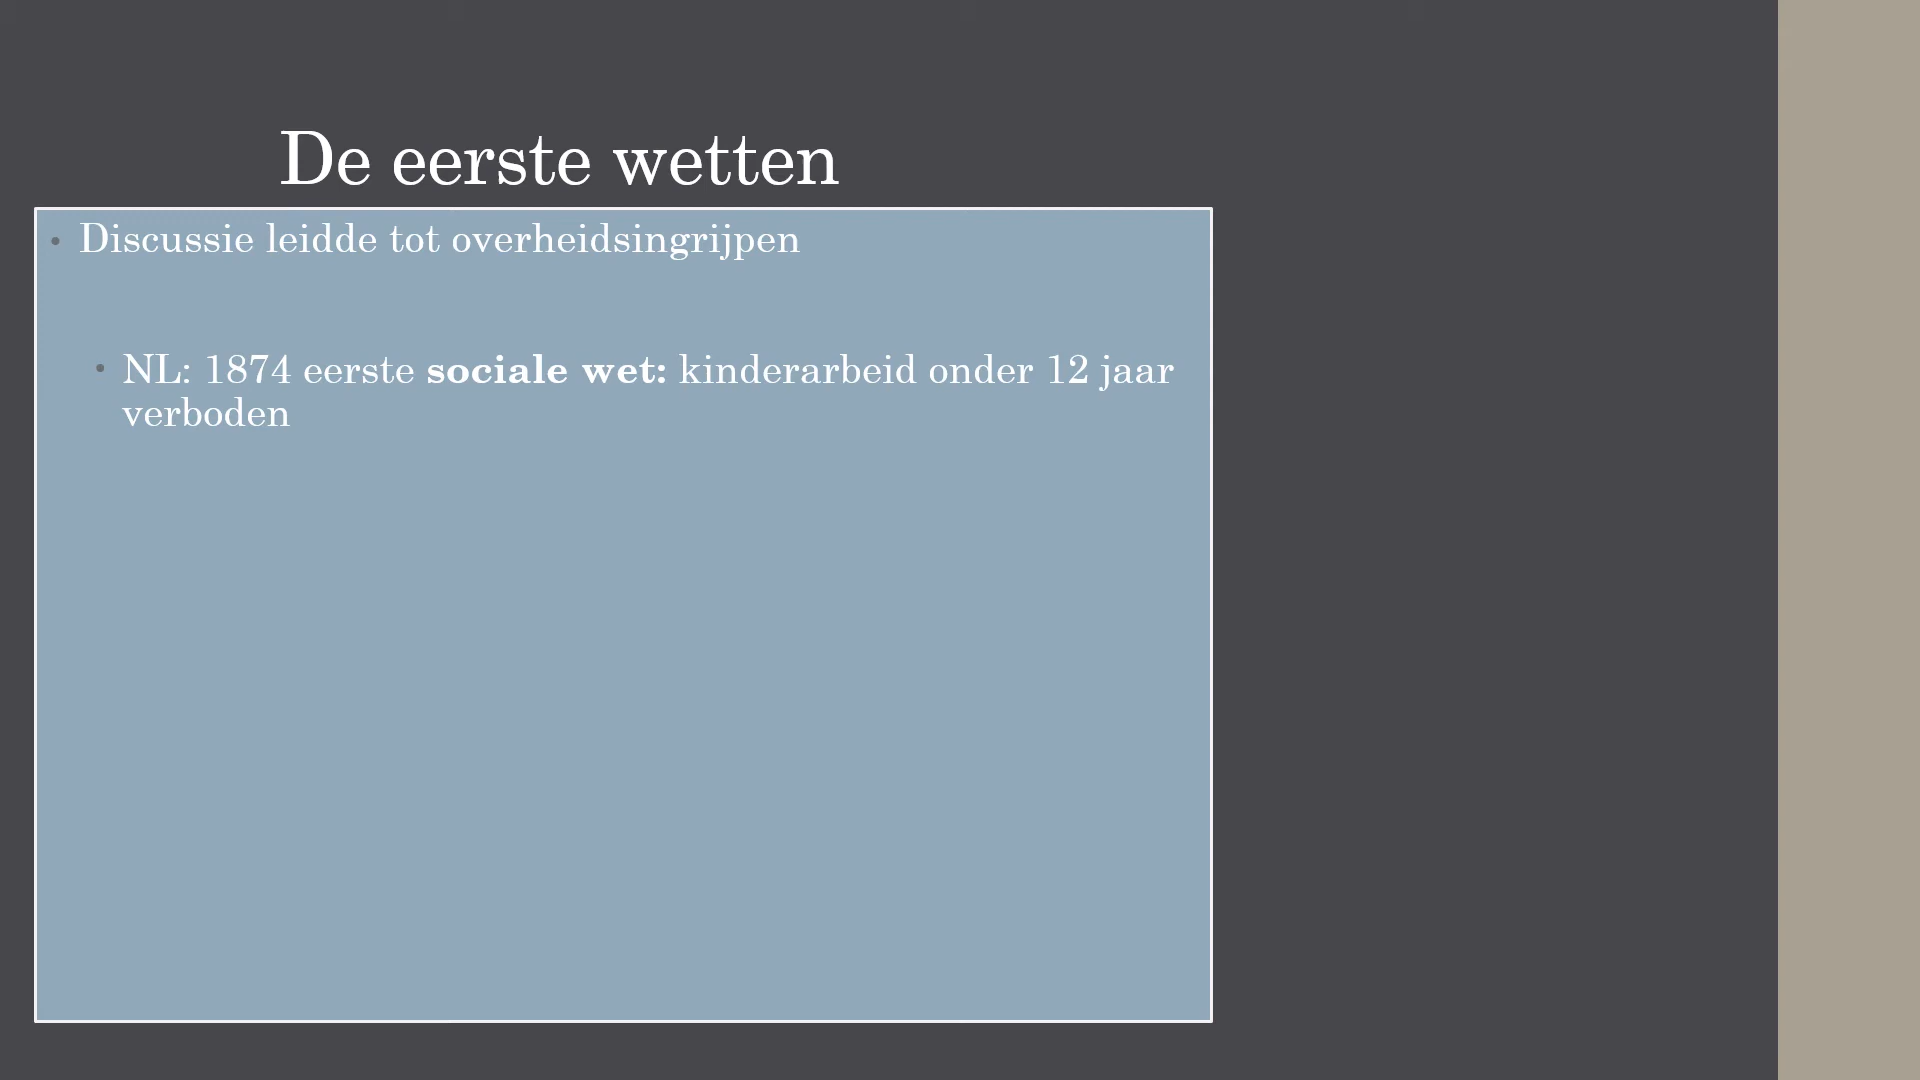 De eerste wetten
• Discussie leidde tot overheidsingrijpen
• NL: 1874 eerste sociale wet: kinderarbeid onder 12 jaar
verboden